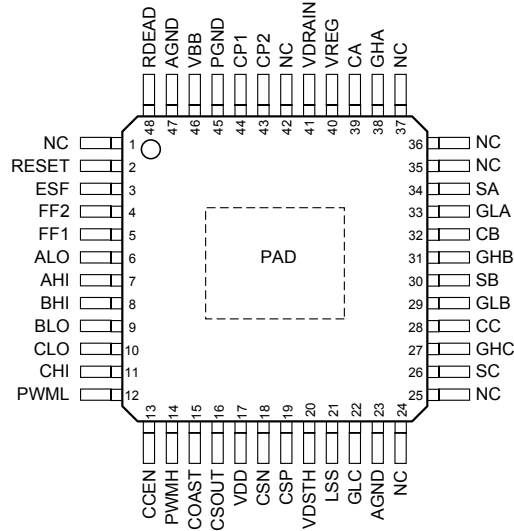 RDEAD AGND VBB PGND CP1 CP2 NC VDRAIN VREG CA GHA NC
48 47 46 45 44 43 42 41 40 39 38 37
NC 1
RESET 2
ESF 3
FF2 4
FF1 5
ALO 6
AHI 7
BHI 8
BLO 9
CLO 10
CHI 11
PWML 12
PAD
36 NC
35 NC
34 SA
33 GLA
32 CB
31 GHB
30 SB
29 GLB
28 CC
27 GHC
26 SC
25 NC
13 14 15 16 17 18 19 20 21 22 23 24
CCEN PWMH COAST CSOUT VDD CSN CSP VDSTH LSS GLC AGND NC